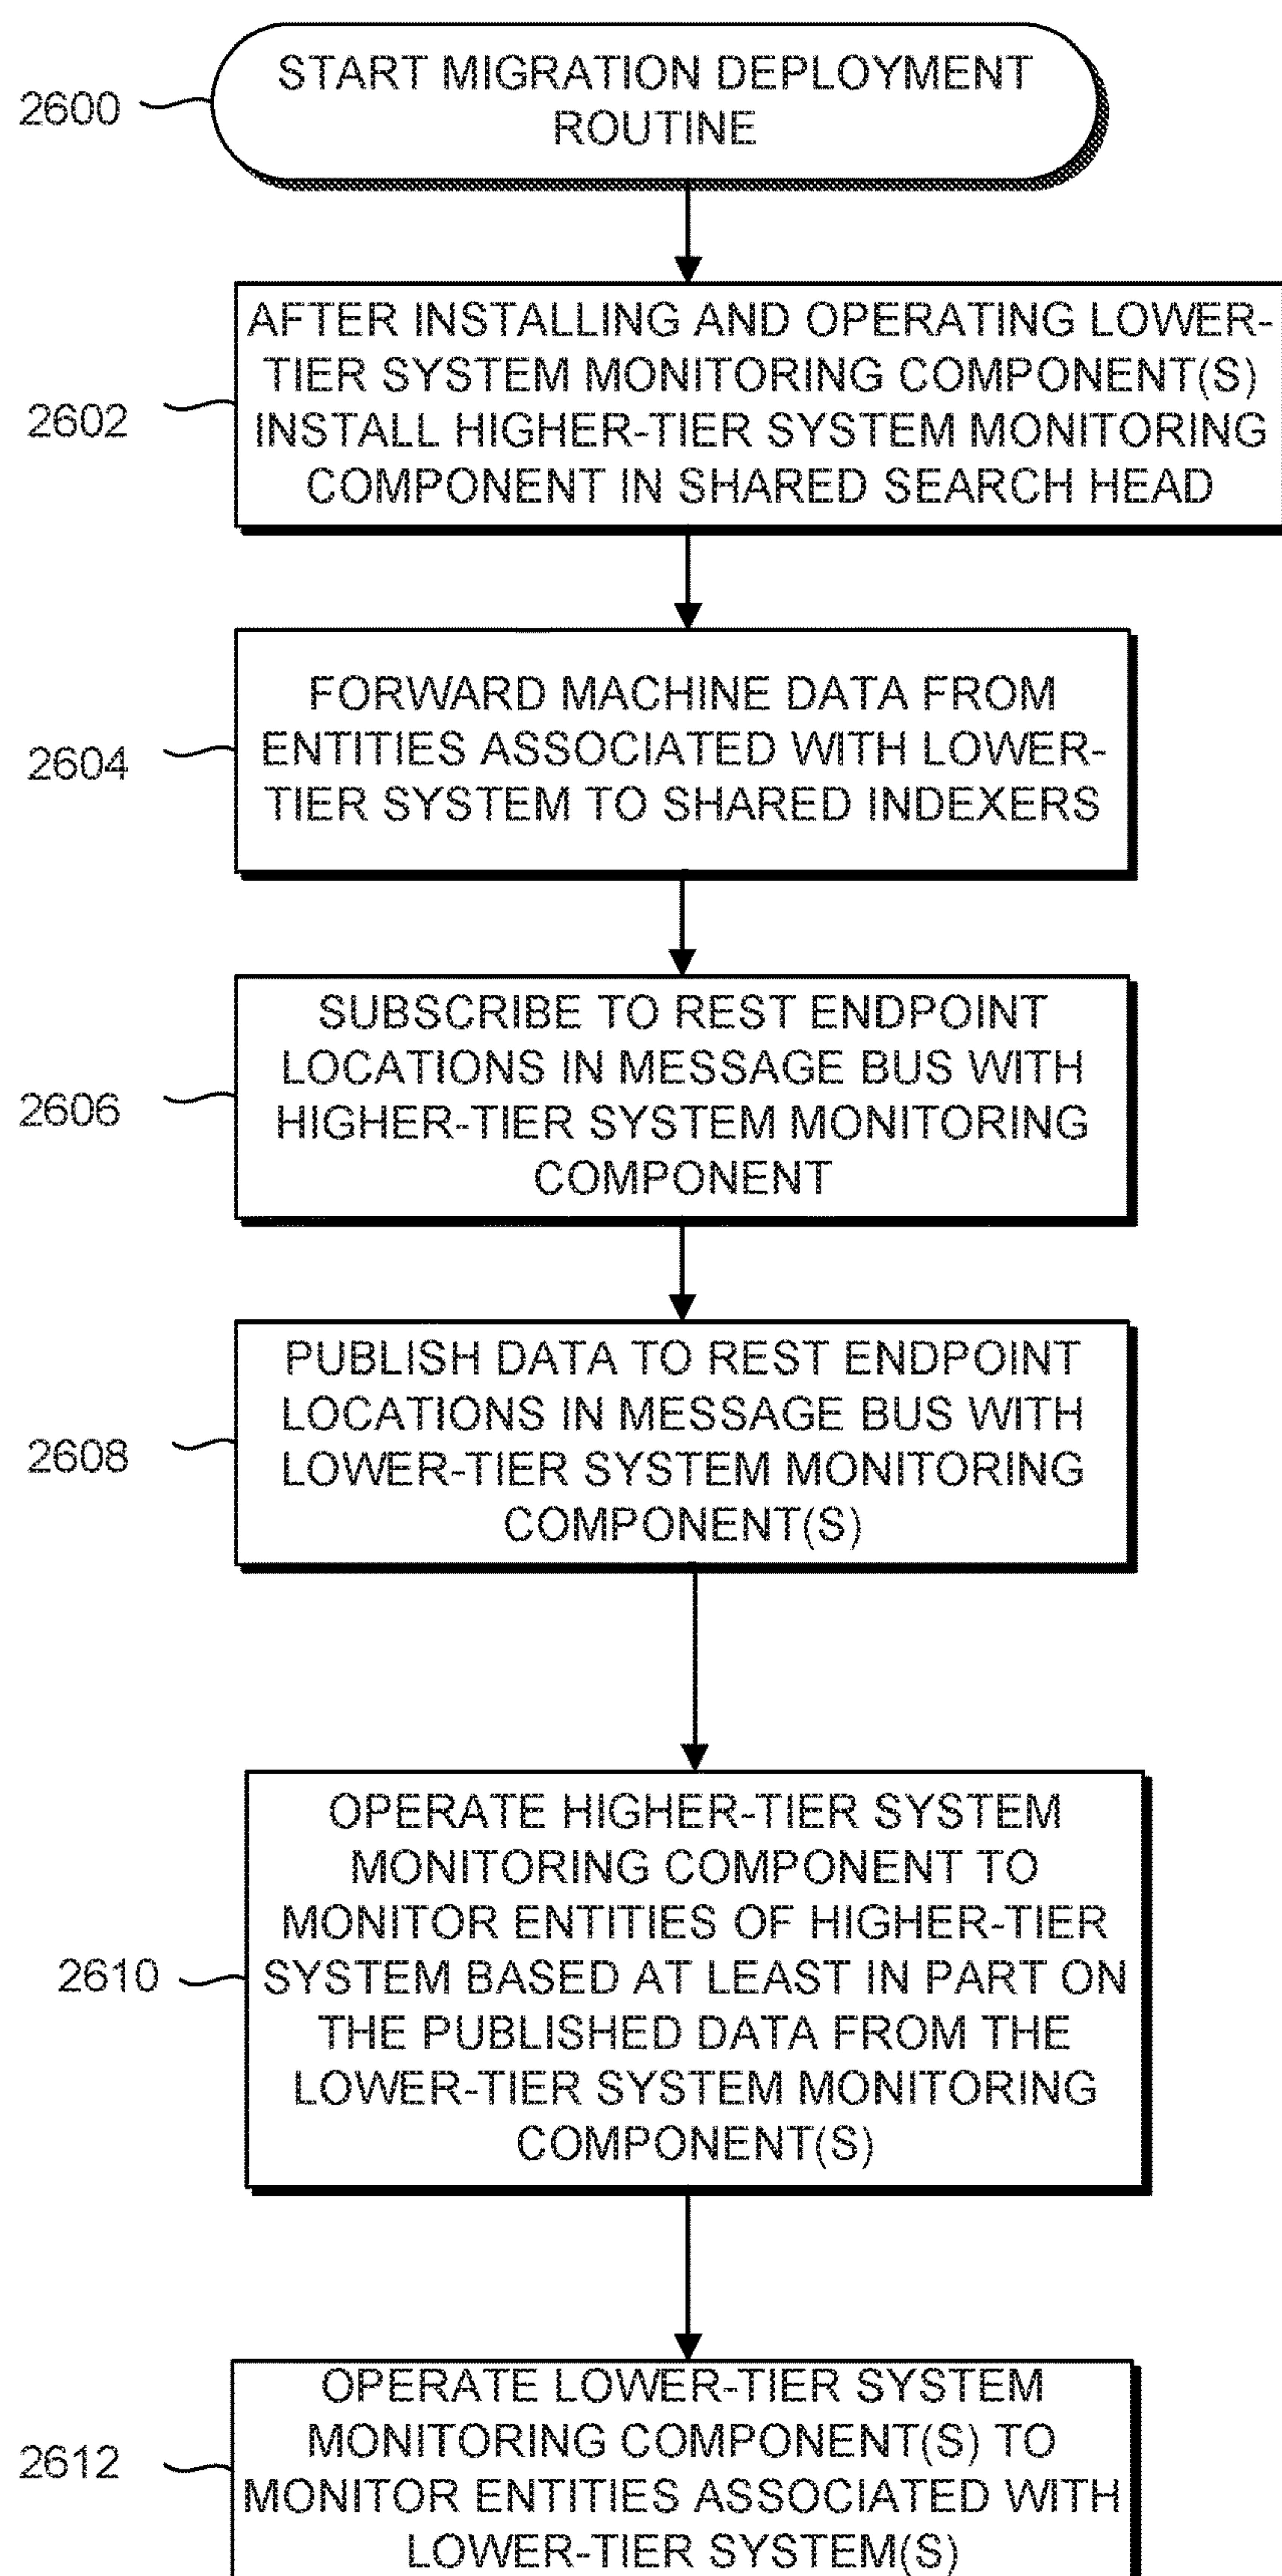 START MIGRATION DEPLOYMENT
ROUTINE
2600
AFTER INSTALLING AND OPERATING LOWER-
TIER SYSTEM MONITORING COMPONENT(S)
INSTALL HIGHER-TIER SYSTEM MONITORING
COMPONENT IN SHARED SEARCH HEAD
2602
FORWARD MACHINE DATA FROM
ENTITIES ASSOCIATED WITH LOWER-
TIER SYSTEM TO SHARED INDEXERS
2604
SUBSCRIBE TO REST ENDPOINT
LOCATIONS IN MESSAGE BUS WITH
HIGHER-TIER SYSTEM MONITORING
COMPONENT
2606
PUBLISH DATA TO REST ENDPOINT
LOCATIONS IN MESSAGE BUS WITH
LOWER-TIER SYSTEM MONITORING
COMPONENT(S)
2608
OPERATE HIGHER-TIER SYSTEM
MONITORING COMPONENT TO
MONITOR ENTITIES OF HIGHER-TIER
SYSTEM BASED AT LEAST IN PART ON
THE PUBLISHED DATA FROM THE
LOWER-TIER SYSTEM MONITORING
COMPONENT(S)
2610
OPERATE LOWER-TIER SYSTEM
MONITORING COMPONENT(S) TO
MONITOR ENTITIES ASSOCIATED WITH
LOWER-TIER SYSTEM(S)
2612